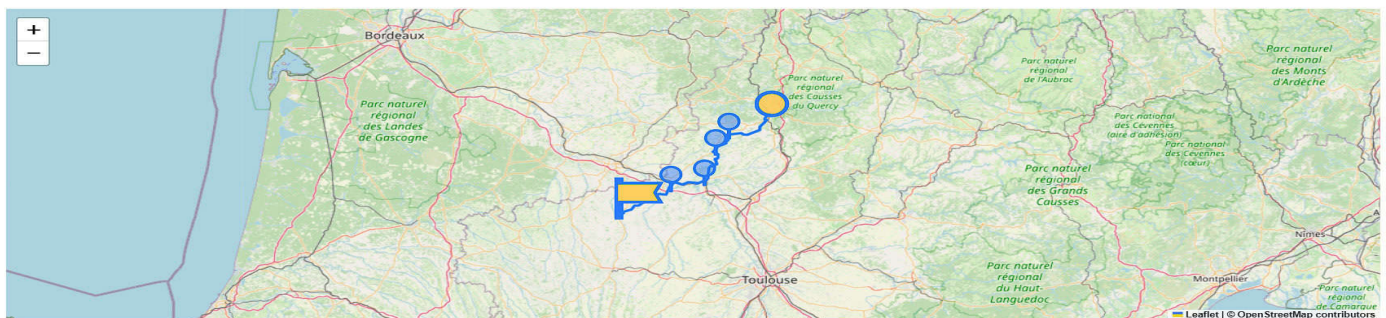 +
−
Bordeaux
Parc naturel
régional
des Landes
de Gascogne
Parc naturel
régional
des Causses
du Quercy
Parc naturel
régional
de l'Aubrac
Parc naturel
régional
des Monts
d'Ardèche
Parc national
des Cévennes
(aire d'adhésion)
Parc national
des Cévennes
(cœur)
Parc naturel
régional
des Grands
Causses
Nîmes
Toulouse
Parc naturel
régional
du Haut-
Languedoc
Montpellier
Parc naturel
régional
de Camargue
Leaflet | © OpenStreetMap contributors